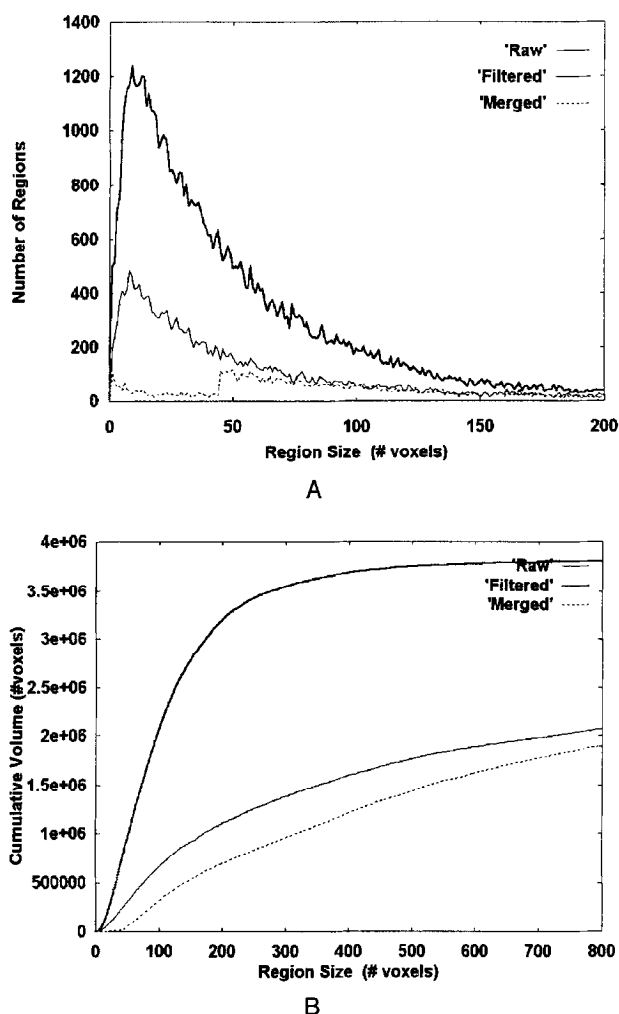 1400
1200
1000
800
600
400
200
0
Number of Regions
'Raw'
'Filtered'
'Merged'
0 50 100 150 200
Region Size (# voxels)
A
4e+06
3.5e+06
3e+06
2.5e+06
2e+06
1.5e+06
1e+06
500000
0
Cumulative Volume (#voxels)
'Raw'
'Filtered'
'Merged'
0 100 200 300 400 500 600 700 800
Region Size (# voxels)
B